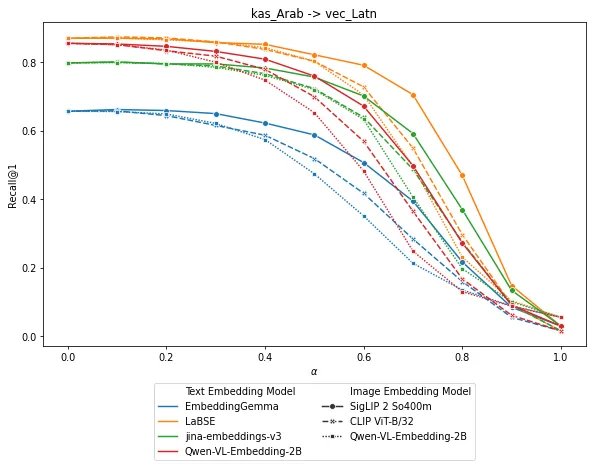 kas_Arab -> vec_Latn
Recall@1
0.8
0.6
0.4
0.2
0.0
0.0 0.2 0.4 0.6 0.8 1.0
α
Text Embedding Model Image Embedding Model
EmbeddingGemma SigLIP 2 So400m
LaBSE CLIP ViT-B/32
jina-embeddings-v3 Qwen-VL-Embedding-2B
Qwen-VL-Embedding-2B